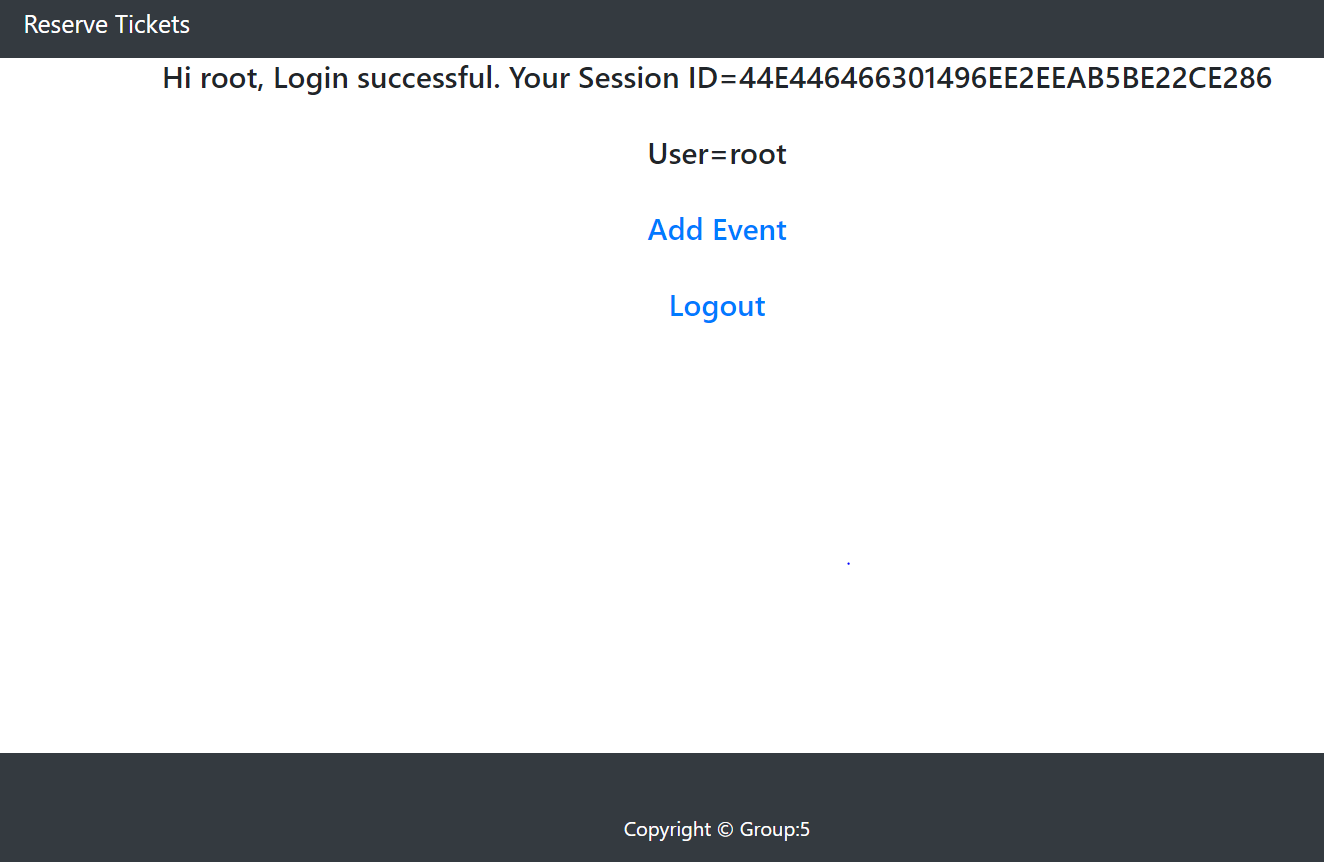 Reserve Tickets
Hi root, Login successful. Your Session ID=44E446466301496EE2EEAB5BE22CE286
User=root
Add Event
Logout
Copyright © Group:5